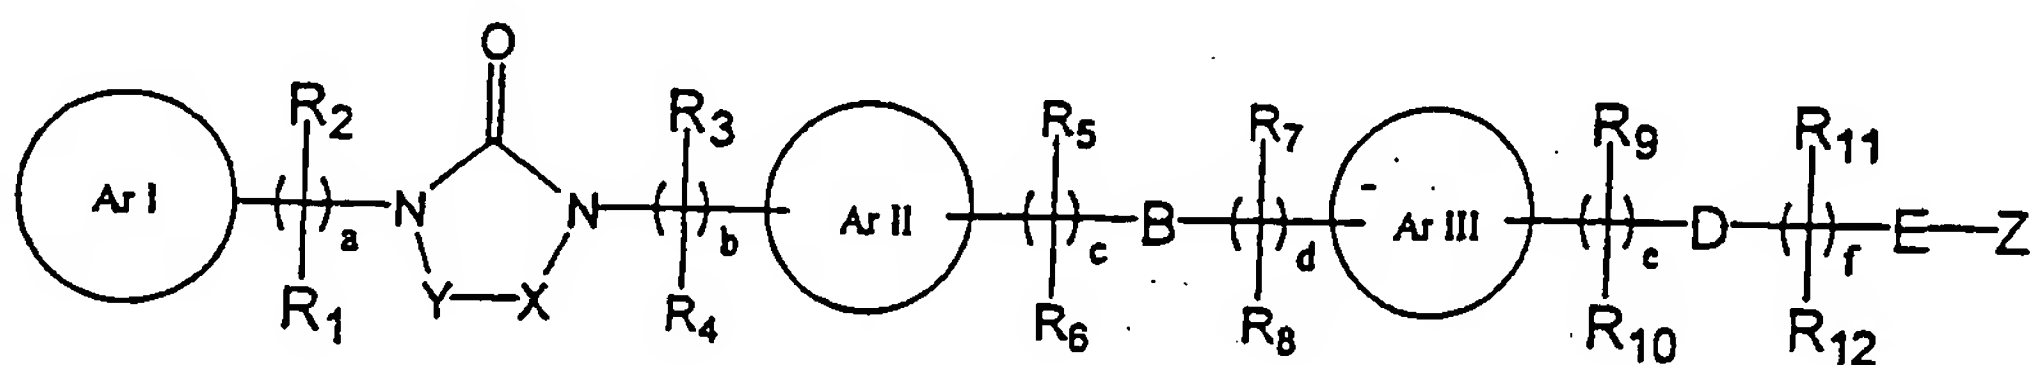 O
R2 R3 R5 R7 R9 R11
Ar I ( )a N N ( )b Ar II ( )c B ( )d Ar III ( )e D ( )f E Z
Y X
R1 R4 R6 R8 R10 R12